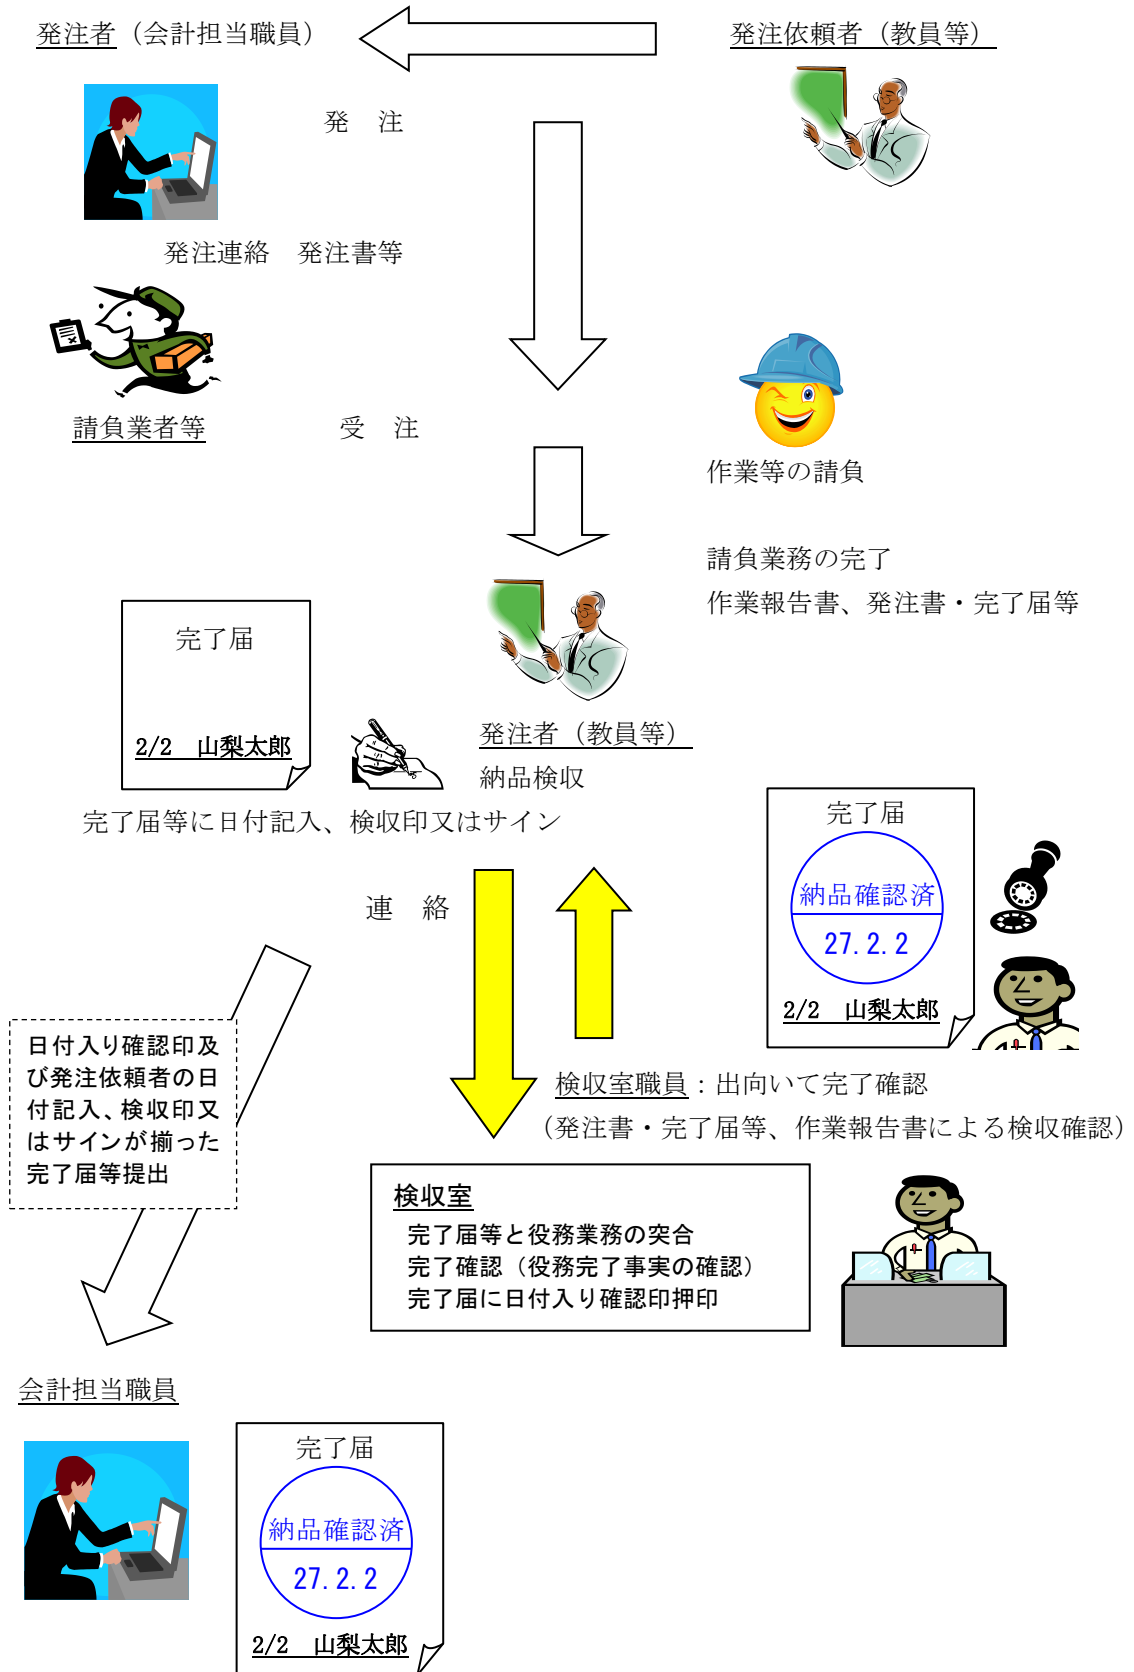 発注者（会計担当職員）
発注依頼者（教員等）
発　注
発注連絡　発注書等
請負業者等
受　注
作業等の請負
請負業務の完了
作業報告書、発注書・完了届等
完了届
2/2　山梨太郎
発注者（教員等）
納品検収
完了届等に日付記入、検収印又はサイン
完了届
納品確認済
27.2.2
2/2　山梨太郎
連　絡
日付入り確認印及
び発注依頼者の日
付記入、検収印又
はサインが揃った
完了届等提出
検収室職員：出向いて完了確認
（発注書・完了届等、作業報告書による検収確認）
検収室
完了届等と役務業務の突合
完了確認（役務完了事実の確認）
完了届に日付入り確認印押印
会計担当職員
完了届
納品確認済
27.2.2
2/2　山梨太郎